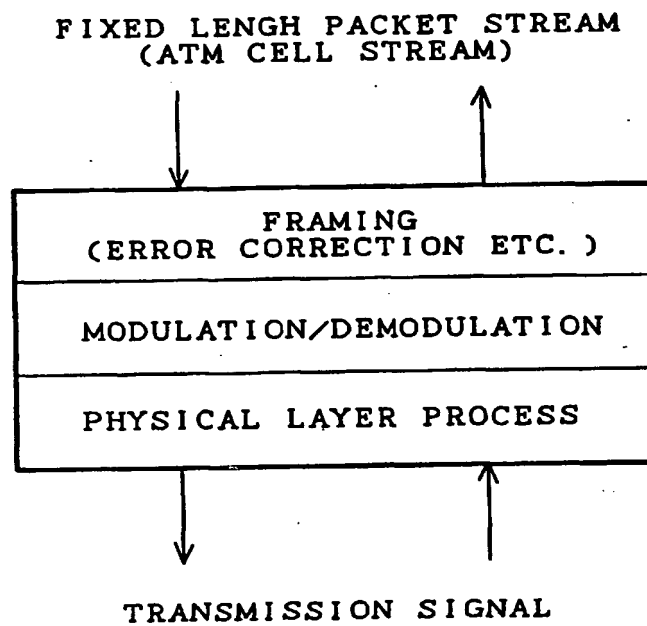 FIXED LENGH PACKET STREAM
(ATM CELL STREAM)
FRAMING
(ERROR CORRECTION ETC.)
MODULATION/DEMODULATION
PHYSICAL LAYER PROCESS
TRANSMISSION SIGNAL